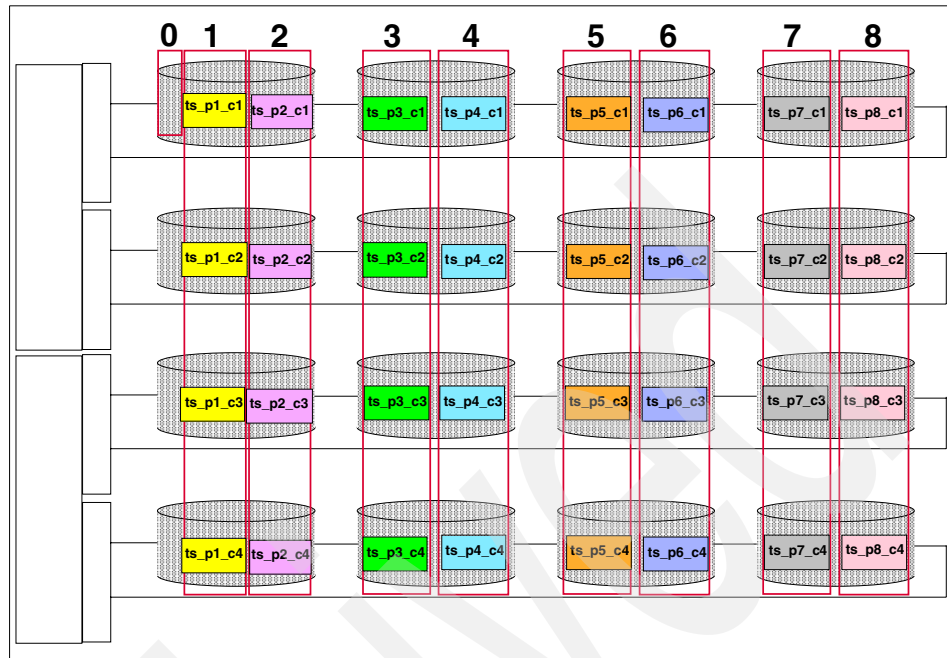 0 1 2 3 4 5 6 7 8
ts_p1_c1 ts_p2_c1 ts_p3_c1 ts_p4_c1 ts_p5_c1 ts_p6_c1 ts_p7_c1 ts_p8_c1
ts_p1_c2 ts_p2_c2 ts_p3_c2 ts_p4_c2 ts_p5_c2 ts_p6_c2 ts_p7_c2 ts_p8_c2
ts_p1_c3 ts_p2_c3 ts_p3_c3 ts_p4_c3 ts_p5_c3 ts_p6_c3 ts_p7_c3 ts_p8_c3
ts_p1_c4 ts_p2_c4 ts_p3_c4 ts_p4_c4 ts_p5_c4 ts_p6_c4 ts_p7_c4 ts_p8_c4